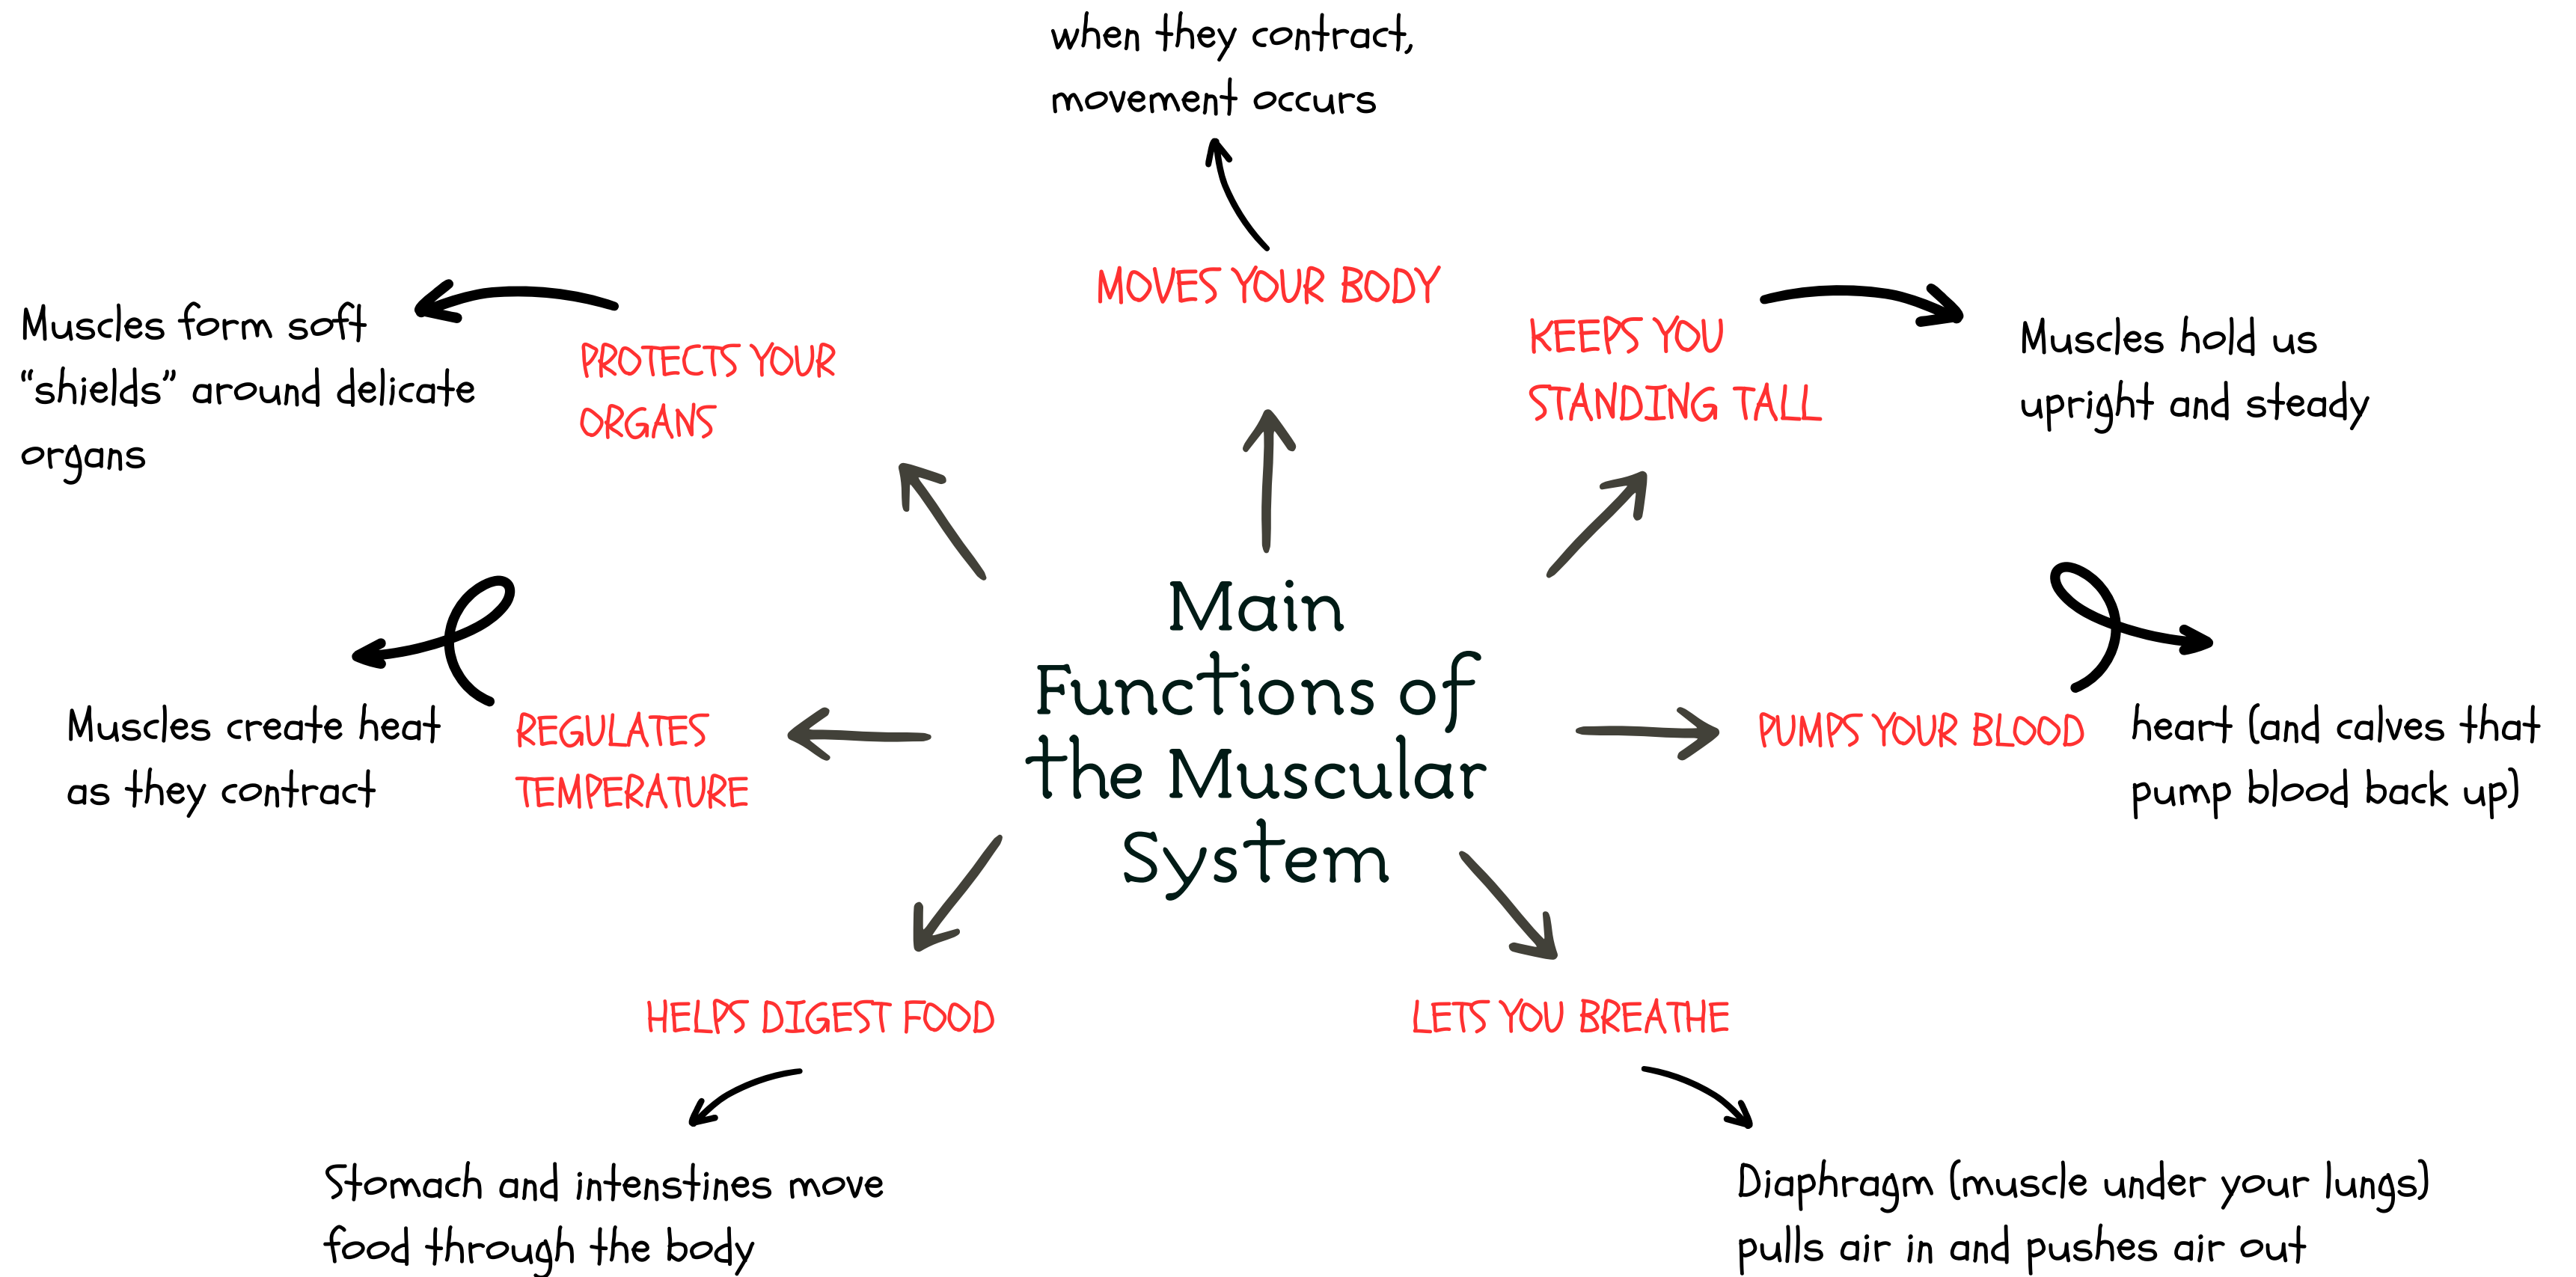 when they contract,
movement occurs
MOVES YOUR BODY
Muscles form soft
“shields” around delicate
organs
PROTECTS YOUR
ORGANS
KEEPS YOU
STANDING TALL
Muscles hold us
upright and steady
Main
Functions of
the Muscular
System
Muscles create heat
as they contract
REGULATES
TEMPERATURE
PUMPS YOUR BLOOD
heart (and calves that
pump blood back up)
HELPS DIGEST FOOD
LETS YOU BREATHE
Stomach and intenstines move
food through the body
Diaphragm (muscle under your lungs)
pulls air in and pushes air out